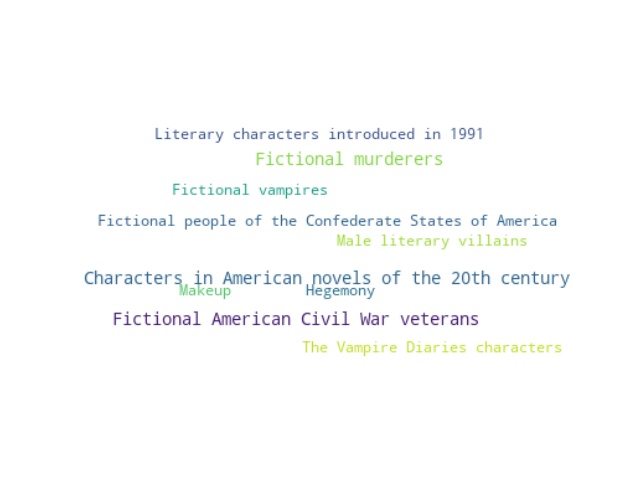 Literary characters introduced in 1991
Fictional murderers
Fictional vampires
Fictional people of the Confederate States of America
Male literary villains
Characters in American novels of the 20th century
Makeup
Hegemony
Fictional American Civil War veterans
The Vampire Diaries characters